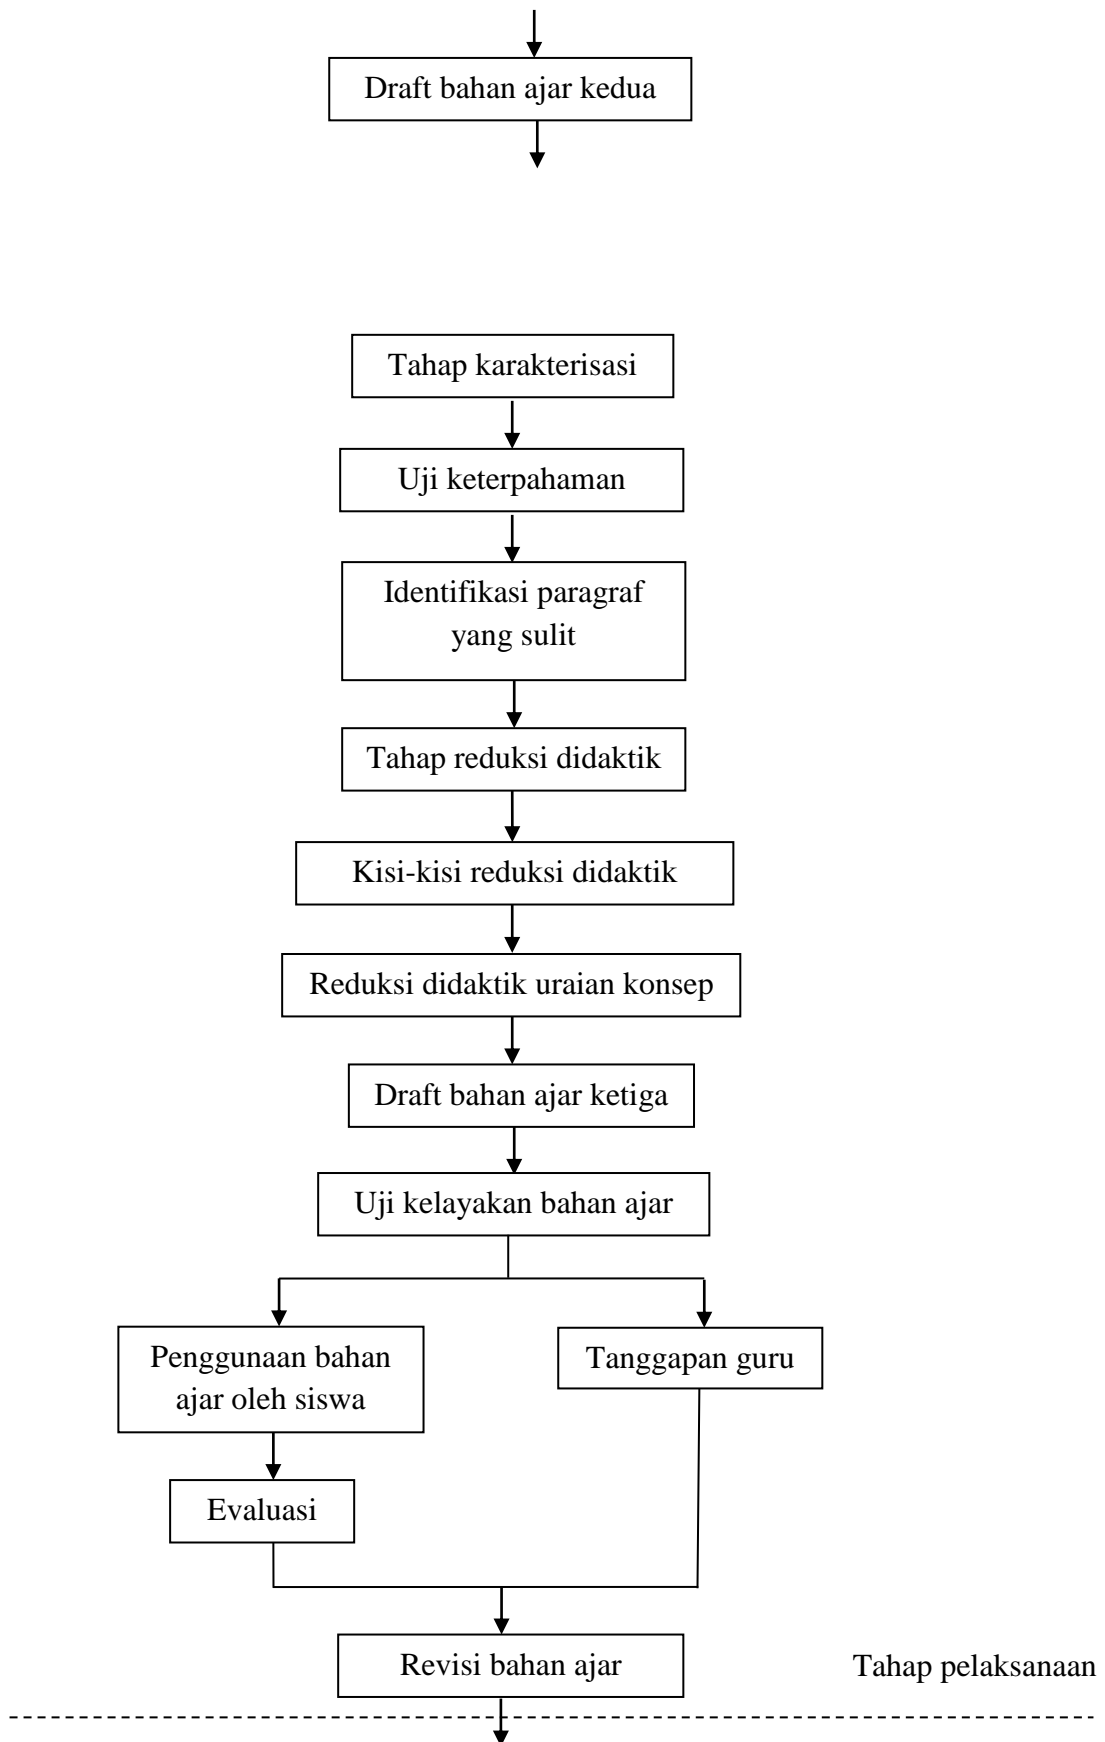 Draft bahan ajar kedua
Tahap karakterisasi
Uji keterpahaman
Identifikasi paragraf
yang sulit
Tahap reduksi didaktik
Kisi-kisi reduksi didaktik
Reduksi didaktik uraian konsep
Draft bahan ajar ketiga
Uji kelayakan bahan ajar
Penggunaan bahan
ajar oleh siswa
Tanggapan guru
Evaluasi
Revisi bahan ajar
Tahap pelaksanaan